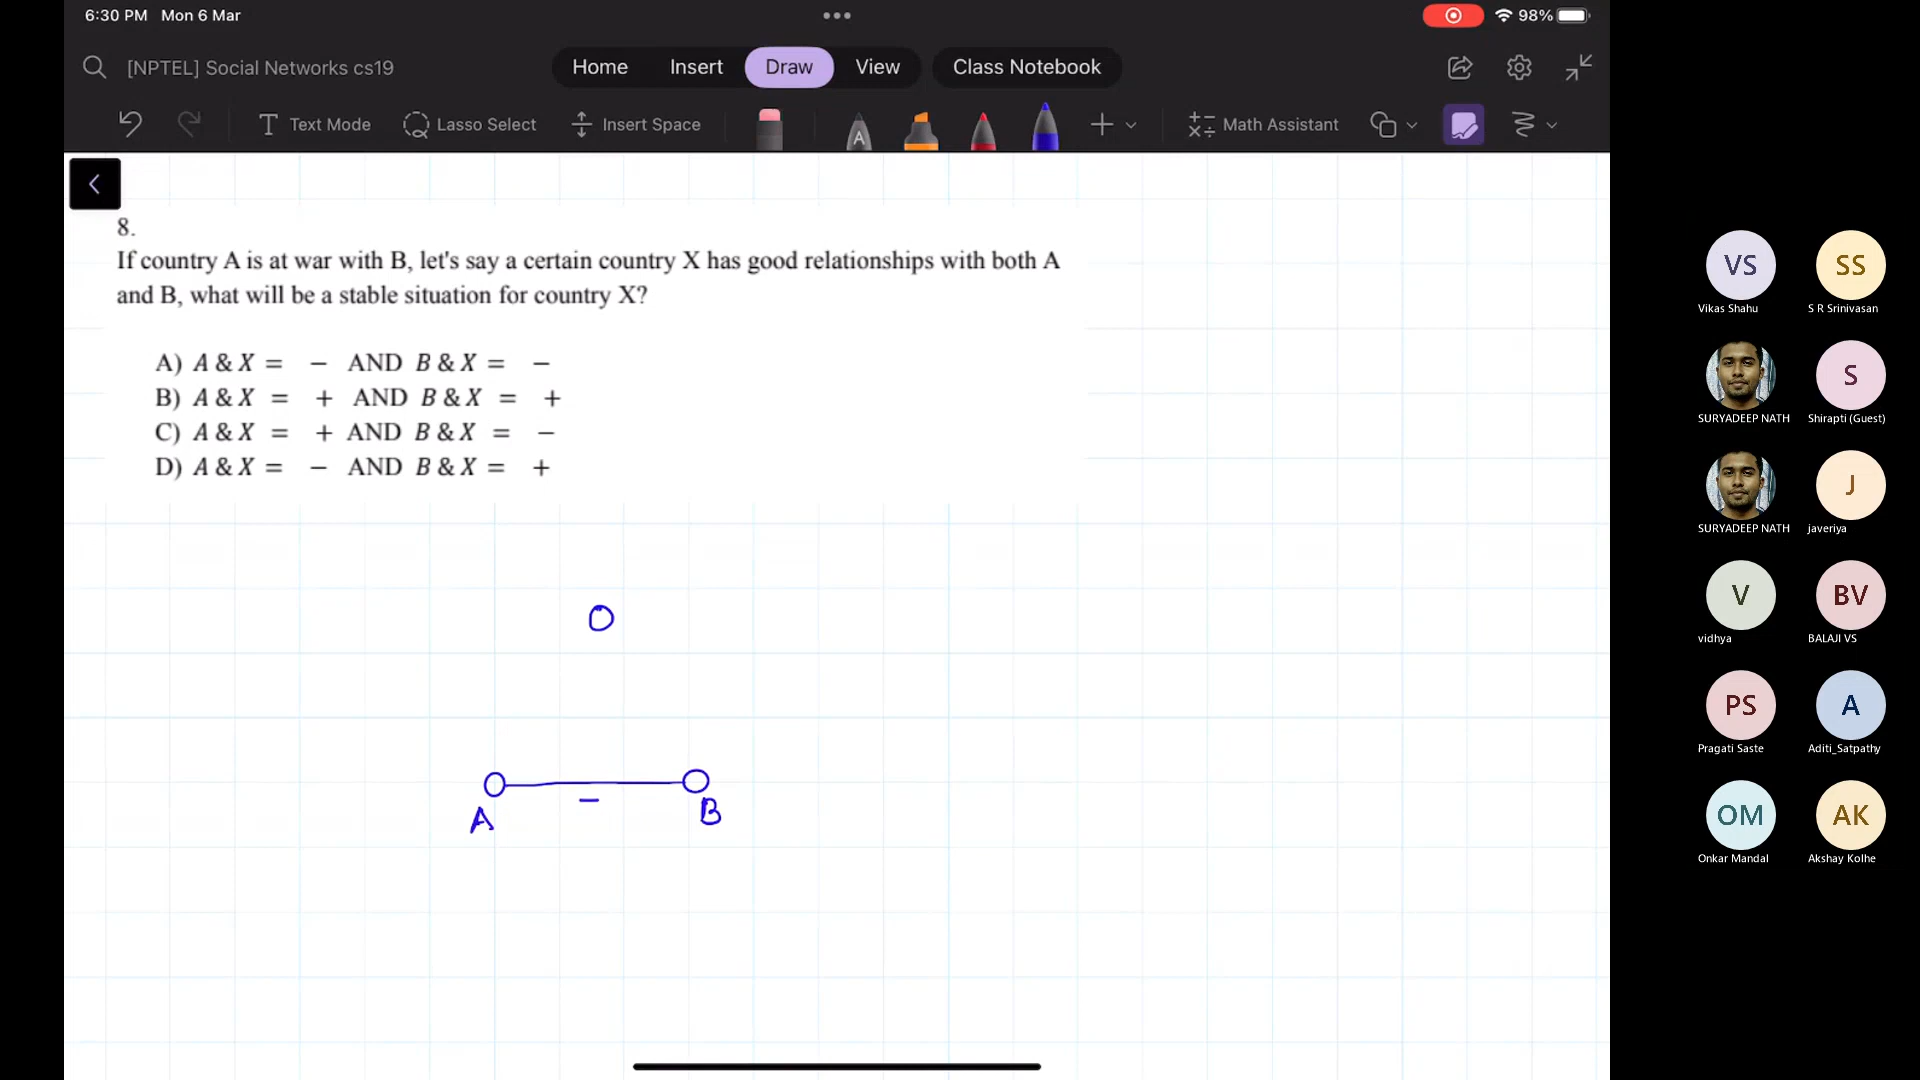 6:30 PM Mon 6 Mar
98%
[NPTEL] Social Networks cs19
Home Insert Draw View Class Notebook
Text Mode Lasso Select Insert Space A Math Assistant
8.
If country A is at war with B, let's say a certain country X has good relationships with both A
and B, what will be a stable situation for country X?
A) A & X = − AND B & X = −
B) A & X = + AND B & X = +
C) A & X = + AND B & X = −
D) A & X = − AND B & X = +
−
A B
VS SS
Vikas Shahu S R Srinivasan
S
SURYADEEP NATH Shirapti (Guest)
J
SURYADEEP NATH javeriya
V BV
vidhya BALAJI VS
PS A
Pragati Saste Aditi_Satpathy
OM AK
Onkar Mandal Akshay Kolhe